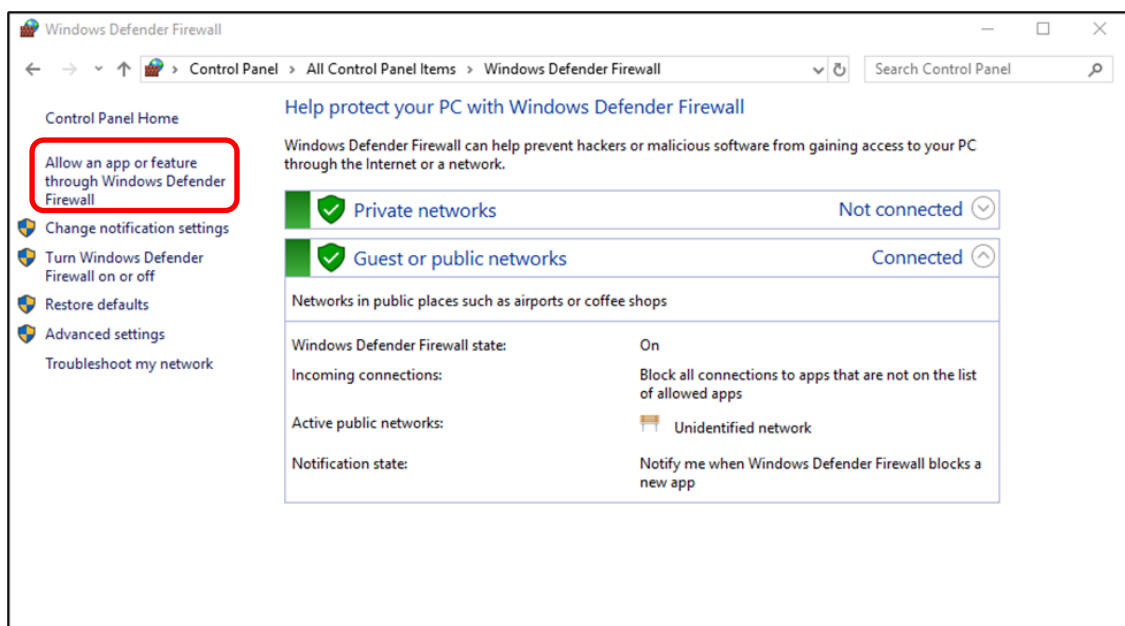 Windows Defender Firewall
Control Panel > All Control Panel Items > Windows Defender Firewall
Search Control Panel
Control Panel Home
Allow an app or feature
through Windows Defender
Firewall
Change notification settings
Turn Windows Defender
Firewall on or off
Restore defaults
Advanced settings
Troubleshoot my network
Help protect your PC with Windows Defender Firewall
Windows Defender Firewall can help prevent hackers or malicious software from gaining access to your PC
through the Internet or a network.
Private networks
Not connected
Guest or public networks
Connected
Networks in public places such as airports or coffee shops
Windows Defender Firewall state:
On
Incoming connections:
Block all connections to apps that are not on the list
of allowed apps
Active public networks:
Unidentified network
Notification state:
Notify me when Windows Defender Firewall blocks a
new app